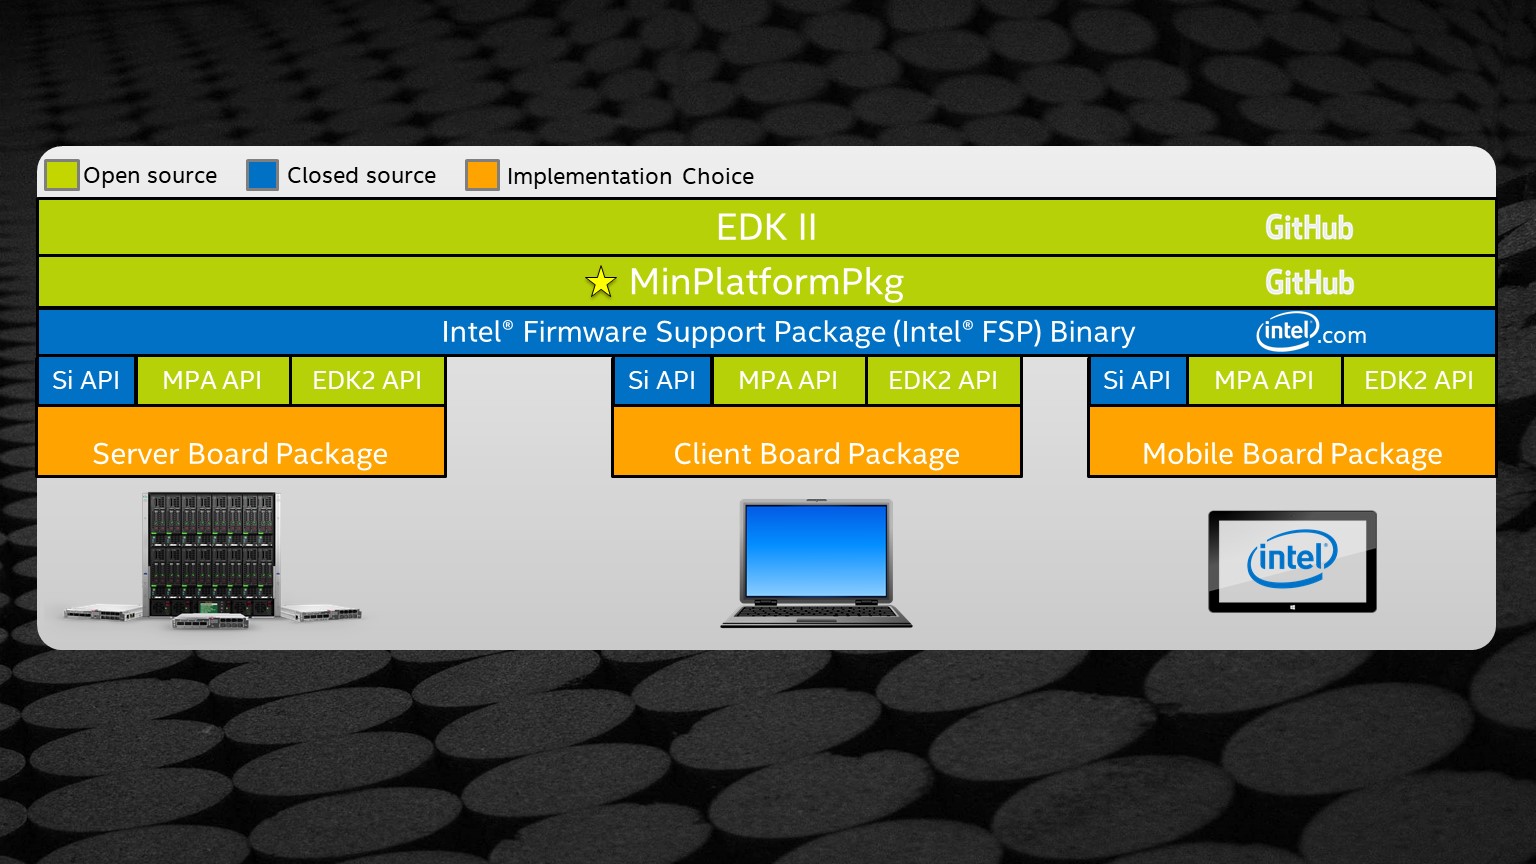 Open source Closed source Implementation Choice
EDK II GitHub
MinPlatformPkg GitHub
Intel® Firmware Support Package (Intel® FSP) Binary intel.com
Si API MPA API EDK2 API Si API MPA API EDK2 API Si API MPA API EDK2 API
Server Board Package Client Board Package Mobile Board Package
intel